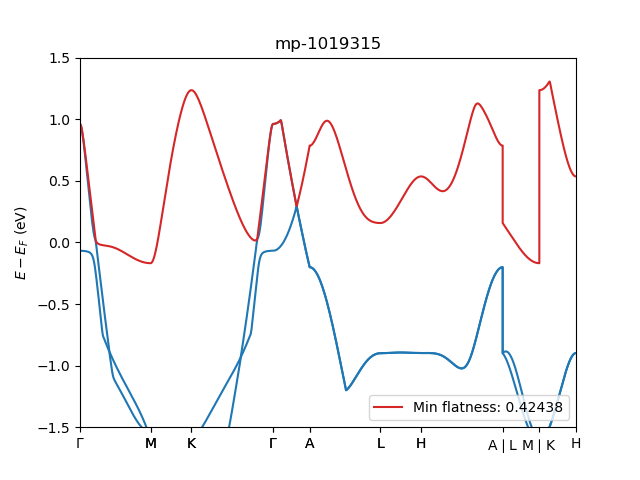 mp-1019315
E − E_F (eV)
1.5
1.0
0.5
0.0
−0.5
−1.0
−1.5
Min flatness: 0.42438
Γ M K Γ A L H A | L M | K H